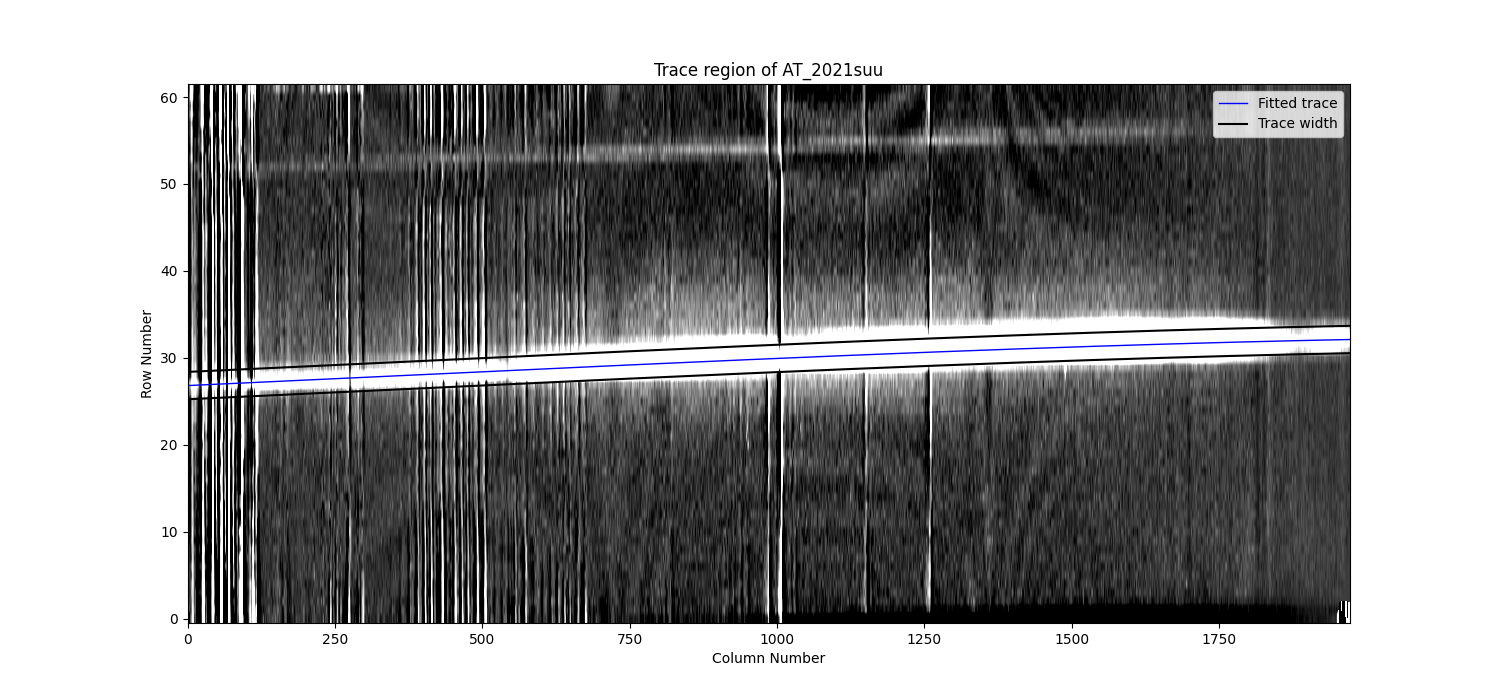 Trace region of AT_2021suu
Fitted trace
Trace width
60
50
40
30
20
10
0
Row Number
0 250 500 750 1000 1250 1500 1750
Column Number